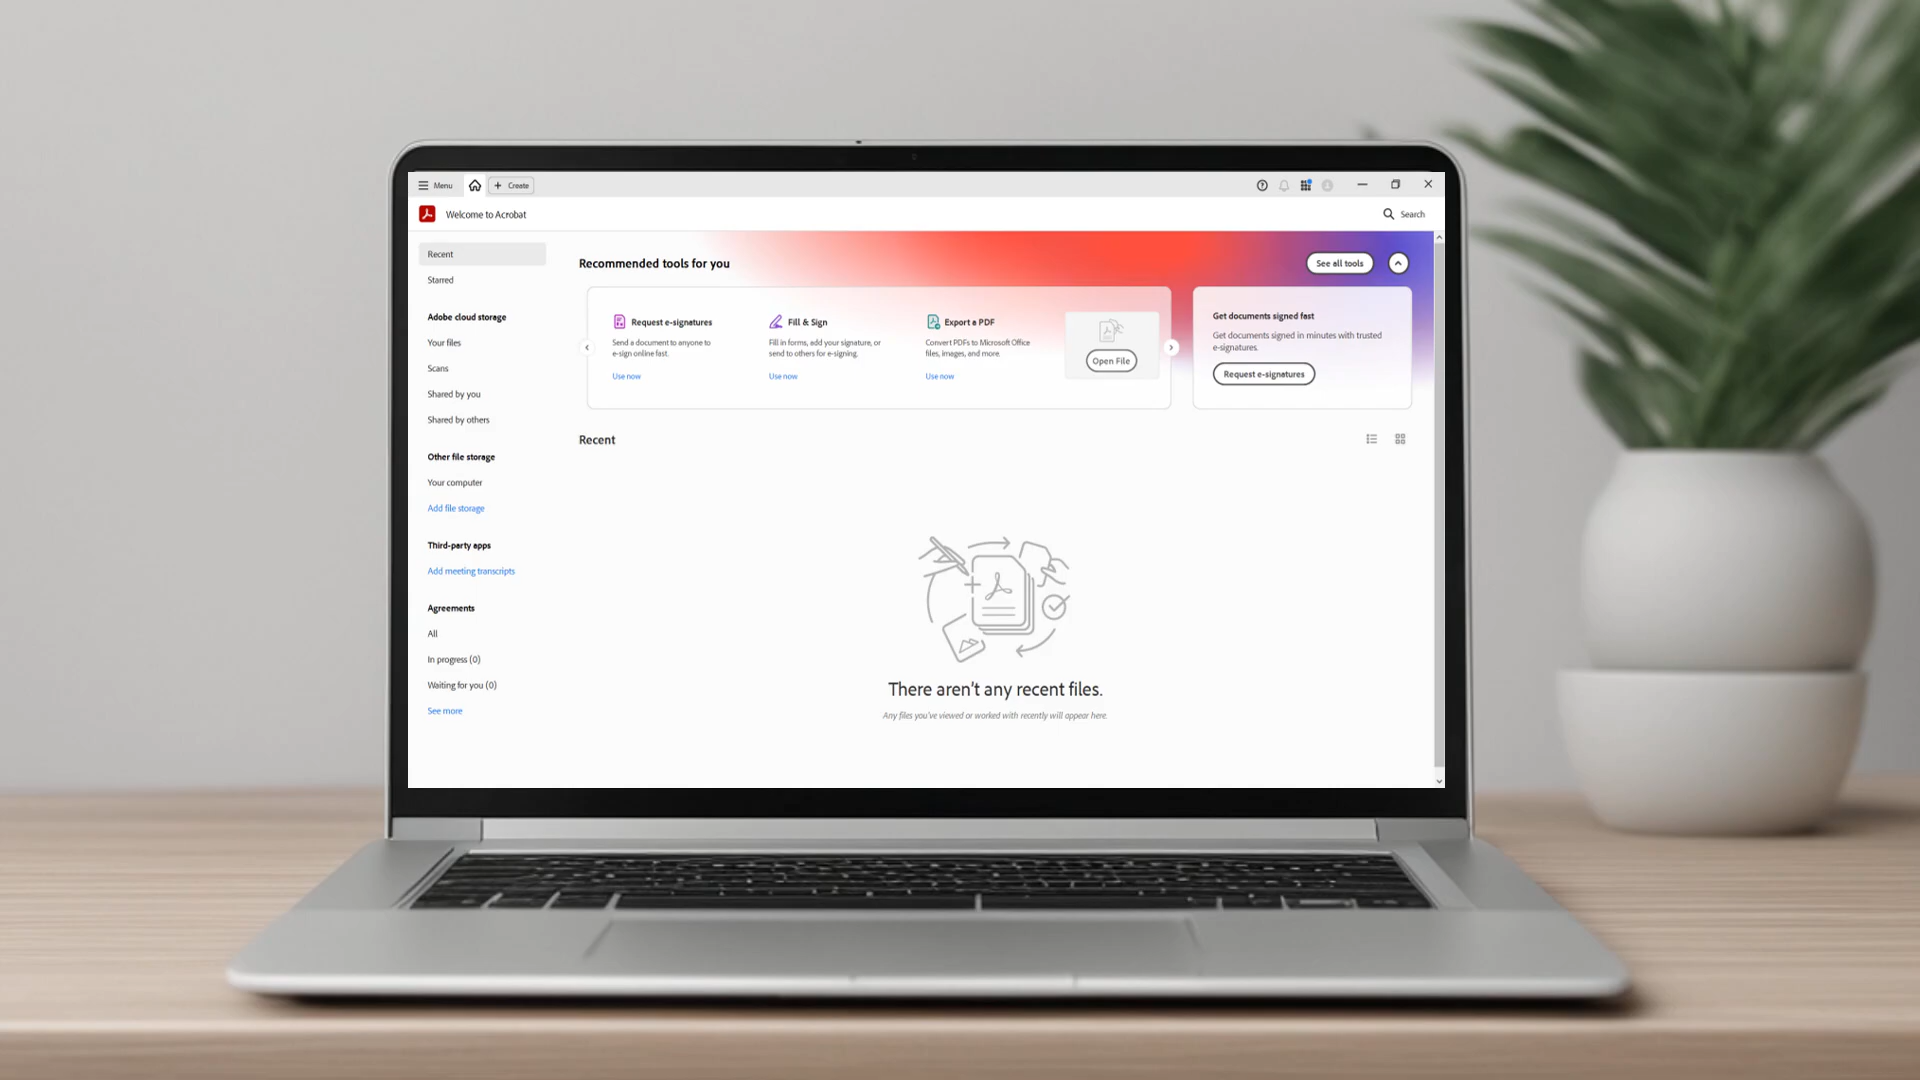 Menu
Create
Welcome to Acrobat
Search
Recent
Starred
Adobe cloud storage
Your files
Scans
Shared by you
Shared by others
Other file storage
Your computer
Add file storage
Third-party apps
Add meeting transcripts
Agreements
All
In progress (0)
Waiting for you (0)
See more
Recommended tools for you
See all tools
Request e-signatures
Send a document to anyone to
e-sign online fast.
Use now
Fill & Sign
Fill in forms, add your signature, or
send to others for e-signing.
Use now
Export a PDF
Convert PDFs to Microsoft Office
files, images, and more.
Use now
Open File
Get documents signed fast
Get documents signed in minutes with trusted
e-signatures.
Request e-signatures
Recent
There aren't any recent files.
Any files you've viewed or worked with recently will appear here.